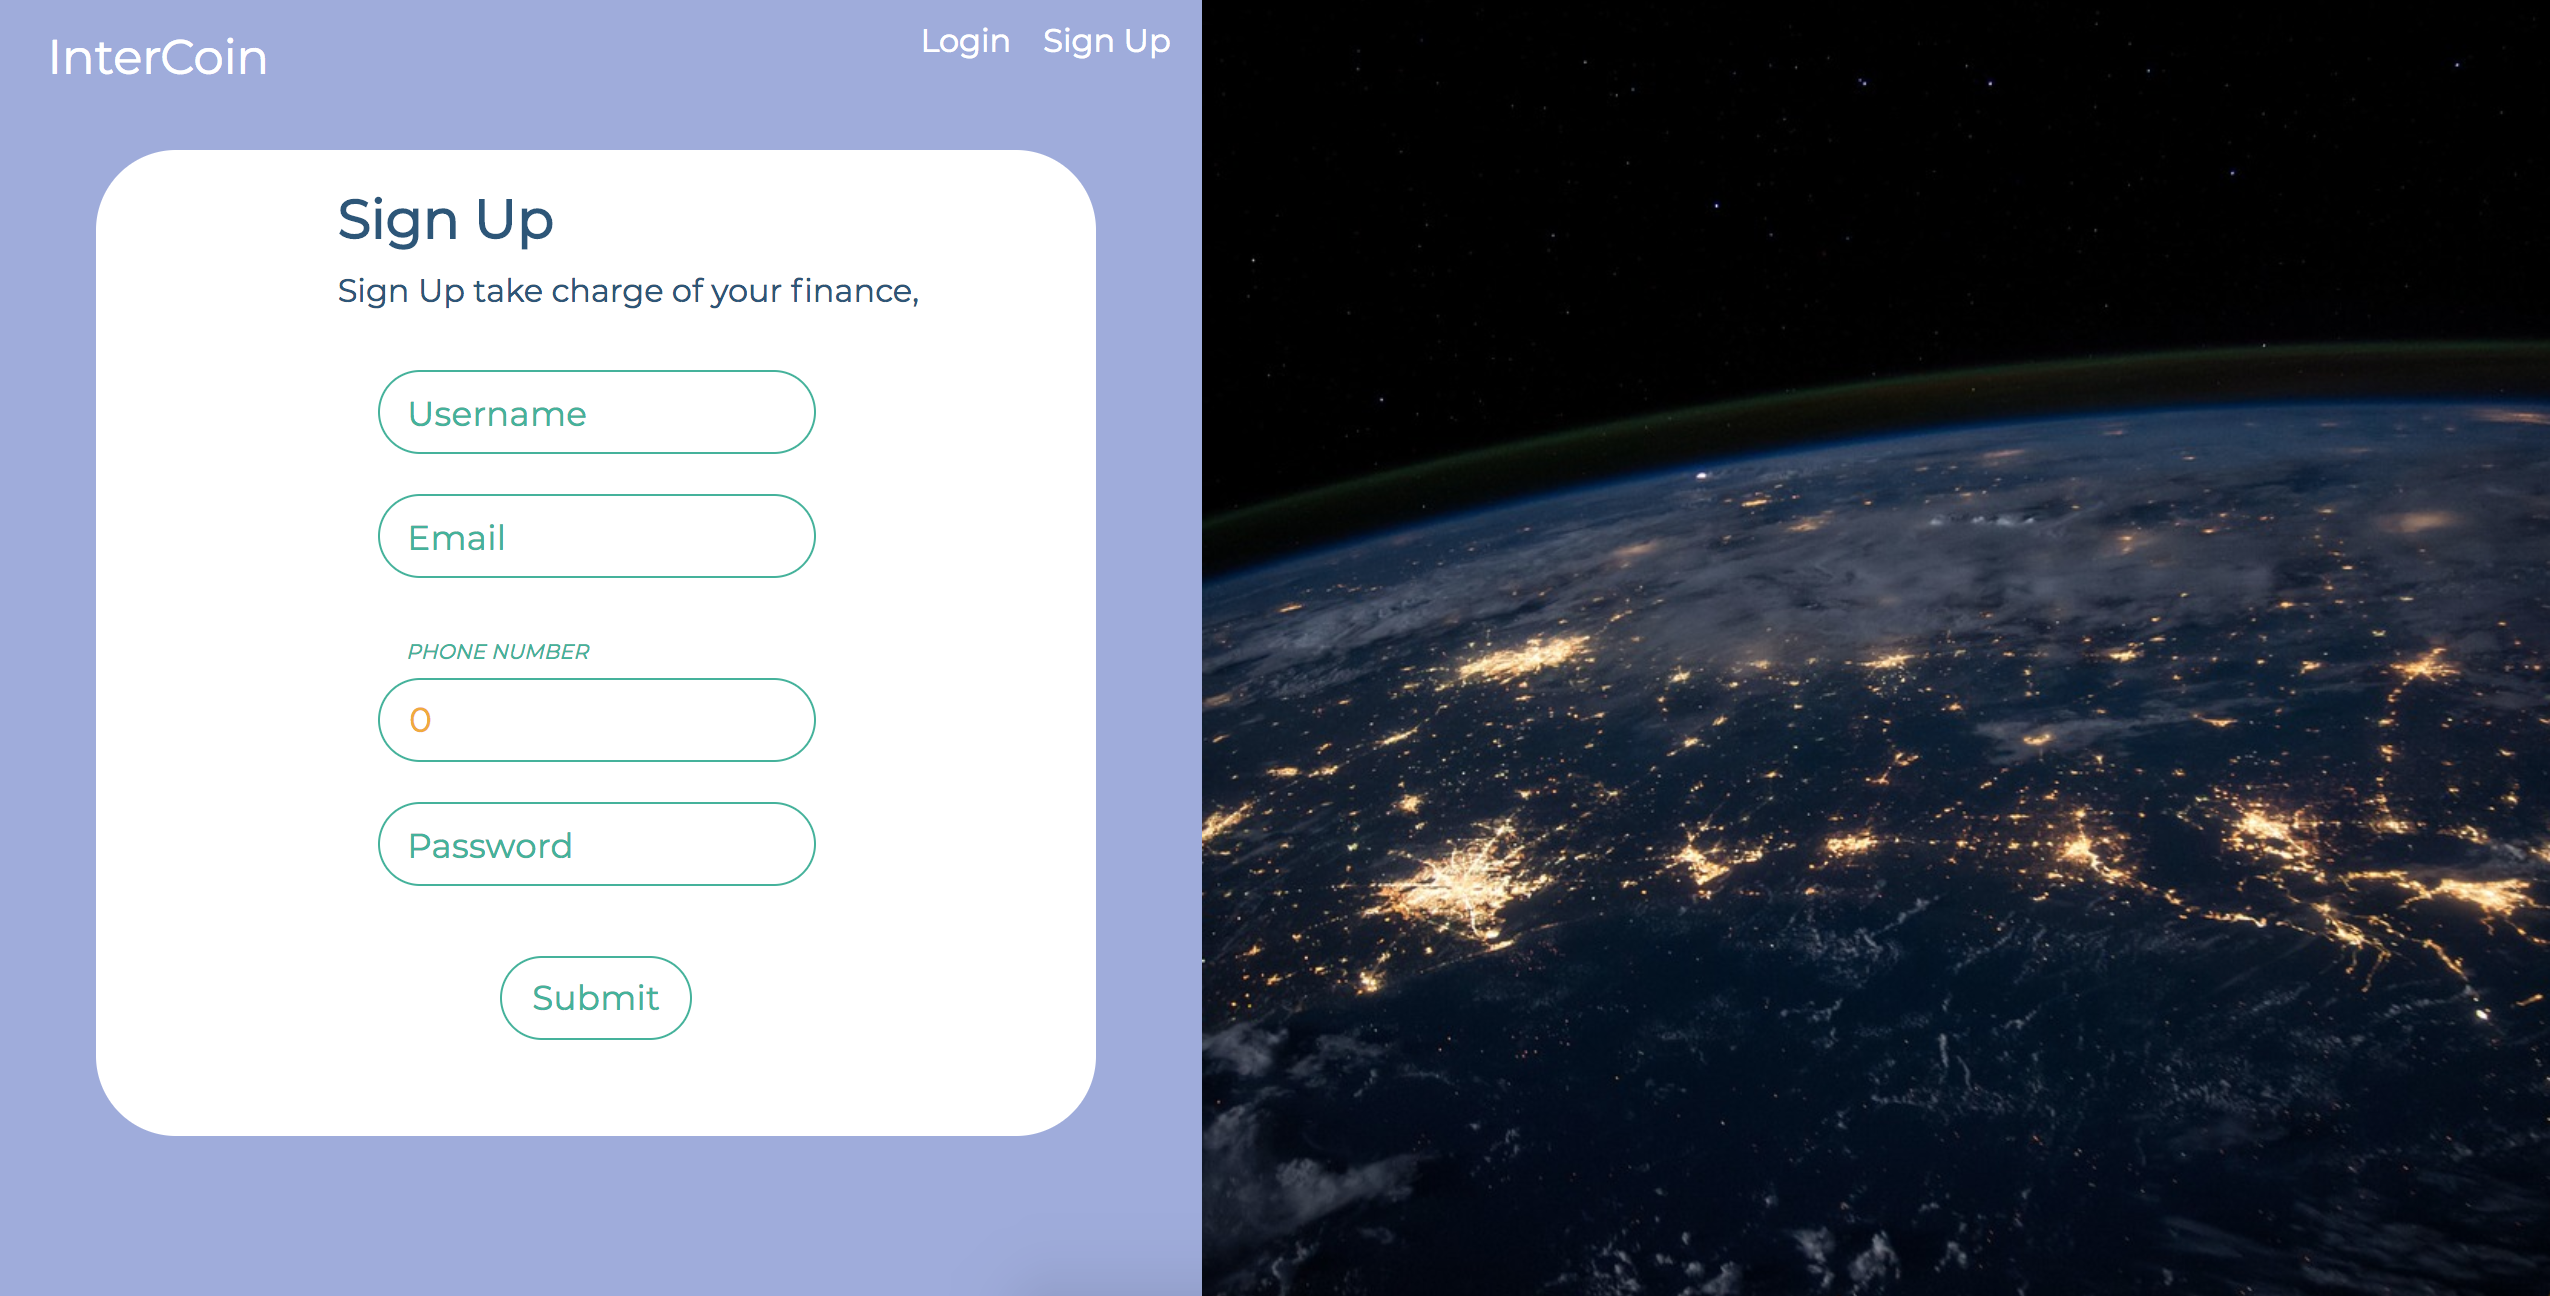 InterCoin
Login Sign Up
Sign Up
Sign Up take charge of your finance,
Username
Email
PHONE NUMBER
0
Password
Submit